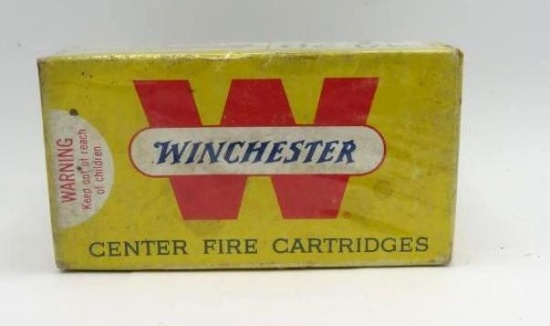 W
WINCHESTER
WARNING
Keep out of reach
of children.
CENTER FIRE CARTRIDGES